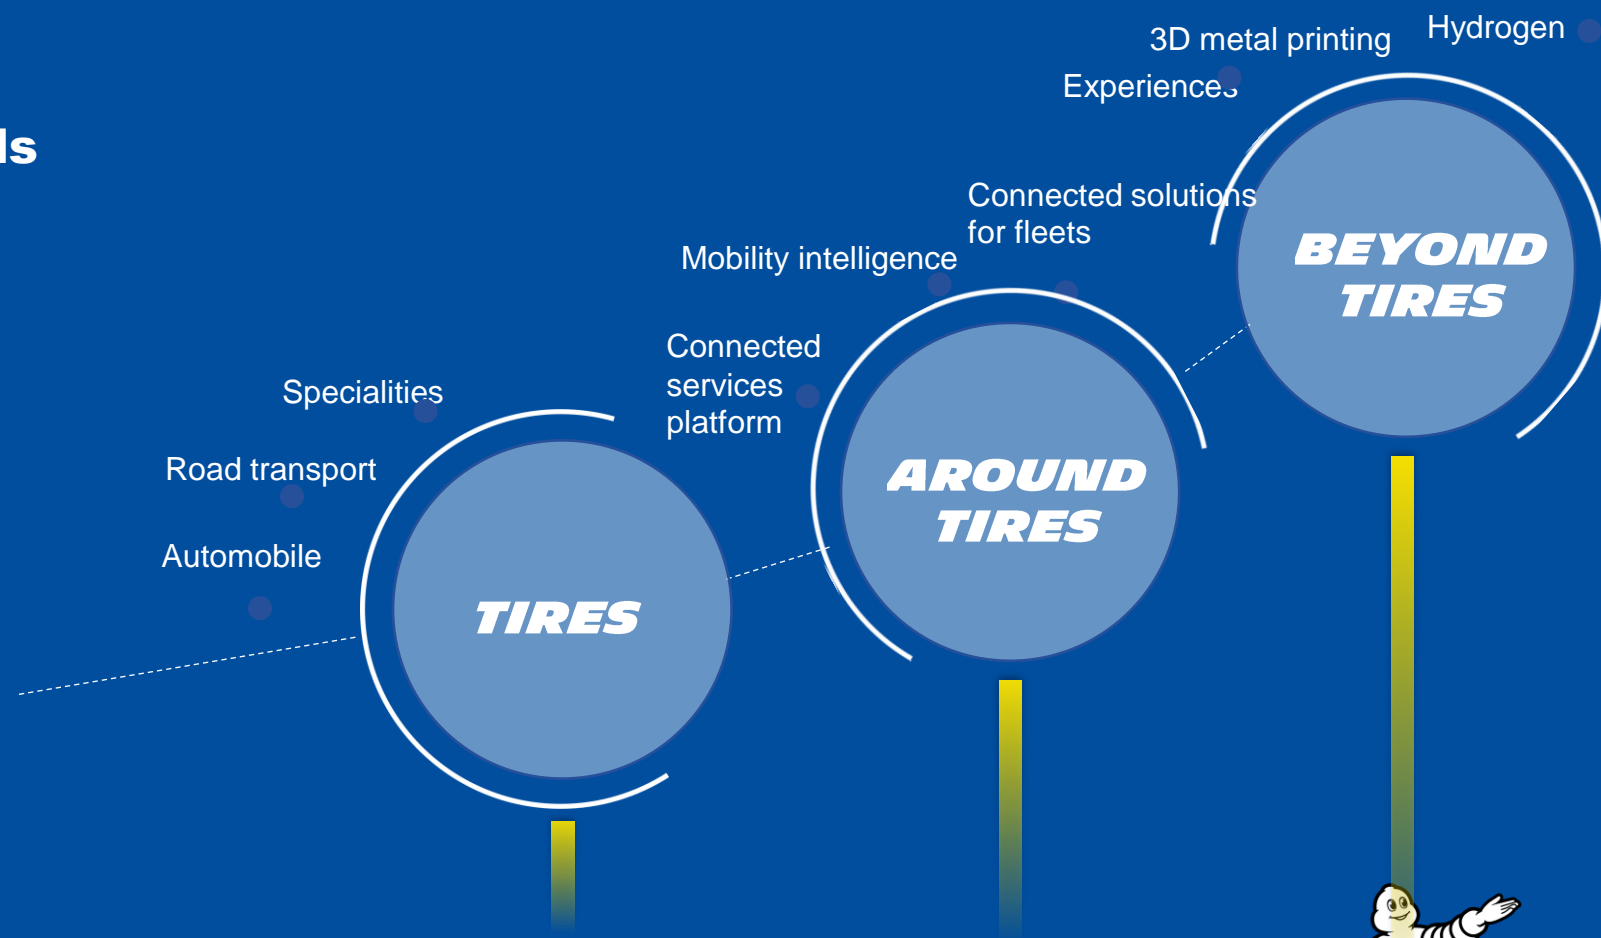 Hydrogen
3D metal printing
Experiences
BEYOND
TIRES
Connected solutions
for fleets
Mobility intelligence
Connected
services
platform
AROUND
TIRES
Specialities
Road transport
Automobile
TIRES